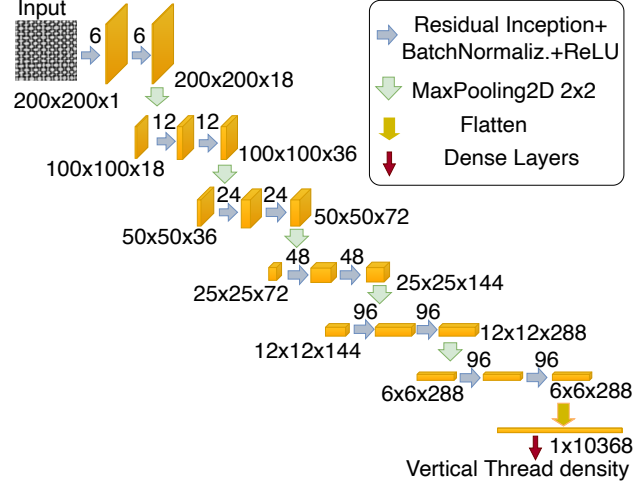 Input
6
6
200x200x1
200x200x18
Residual Inception+
BatchNormaliz.+ReLU
MaxPooling2D 2x2
Flatten
Dense Layers
12
12
100x100x18
100x100x36
24
24
50x50x36
50x50x72
48
48
25x25x72
25x25x144
96
96
12x12x144
12x12x288
96
96
6x6x288
6x6x288
1x10368
Vertical Thread density